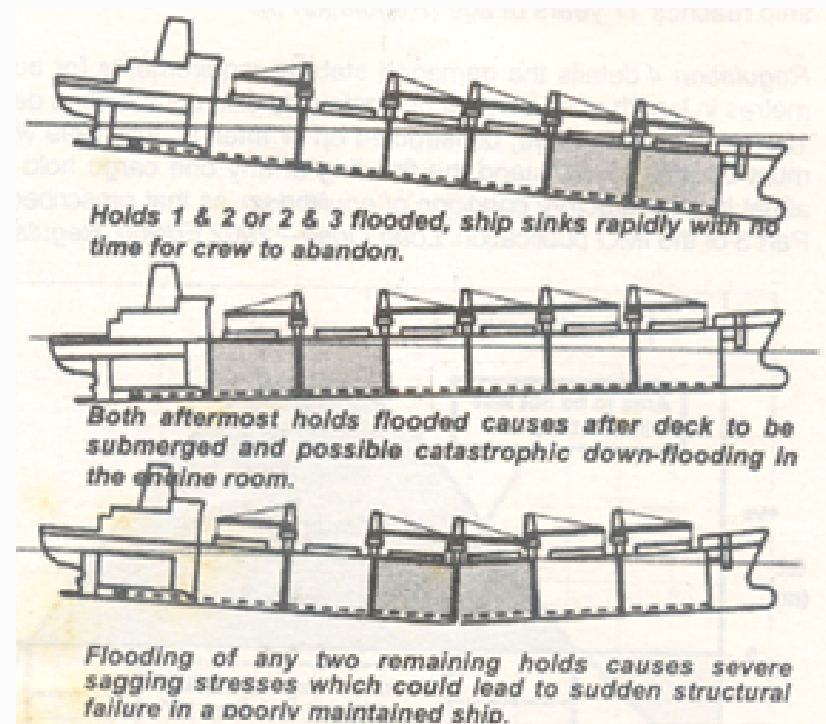 Holds 1 & 2 or 2 & 3 flooded, ship sinks rapidly with no
time for crew to abandon.
Both aftermost holds flooded causes after deck to be
submerged and possible catastrophic down-flooding in
the engine room.
Flooding of any two remaining holds causes severe
sagging stresses which could lead to sudden structural
failure in a poorly maintained ship.